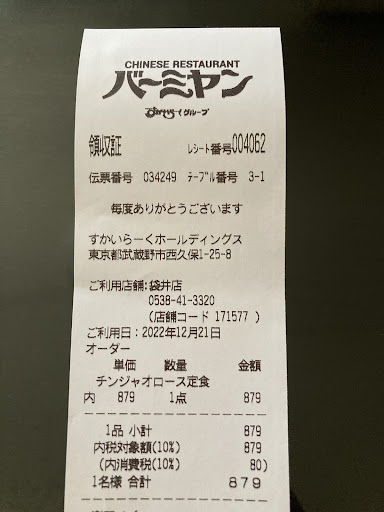 CHINESE RESTAURANT
バーミヤン
すかいらーくグループ
領収証 レシート番号004062
伝票番号 034249 テーブル番号 3-1
毎度ありがとうございます
すかいらーくホールディングス
東京都武蔵野市西久保1-25-8
ご利用店舗:袋井店
0538-41-3320
(店舗コード 171577 )
ご利用日:2022年12月21日
オーダー
単価 数量 金額
チンジャオロース定食
内 879 1点 879
1品 小計 879
内税対象額(10%) 879
(内消費税(10%) 80)
1名様 合計 879